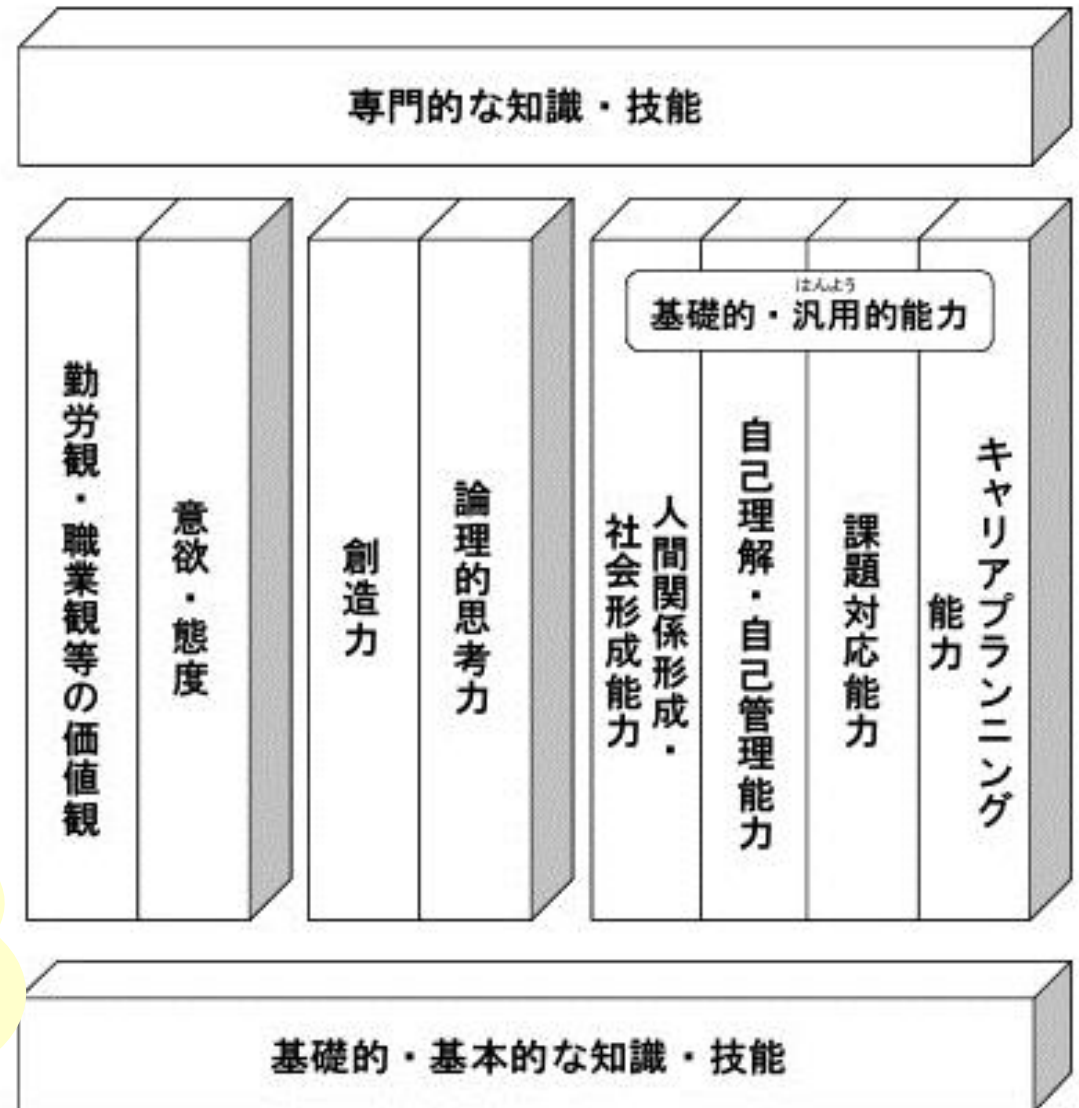 専門的な知識・技能
勤労観・職業観等の価値観
意欲・態度
創造力
論理的思考力
はんよう
基礎的・汎用的能力
人間関係形成・
社会形成能力
自己理解・自己管理能力
課題対応能力
キャリアプランニング
能力
基礎的・基本的な知識・技能